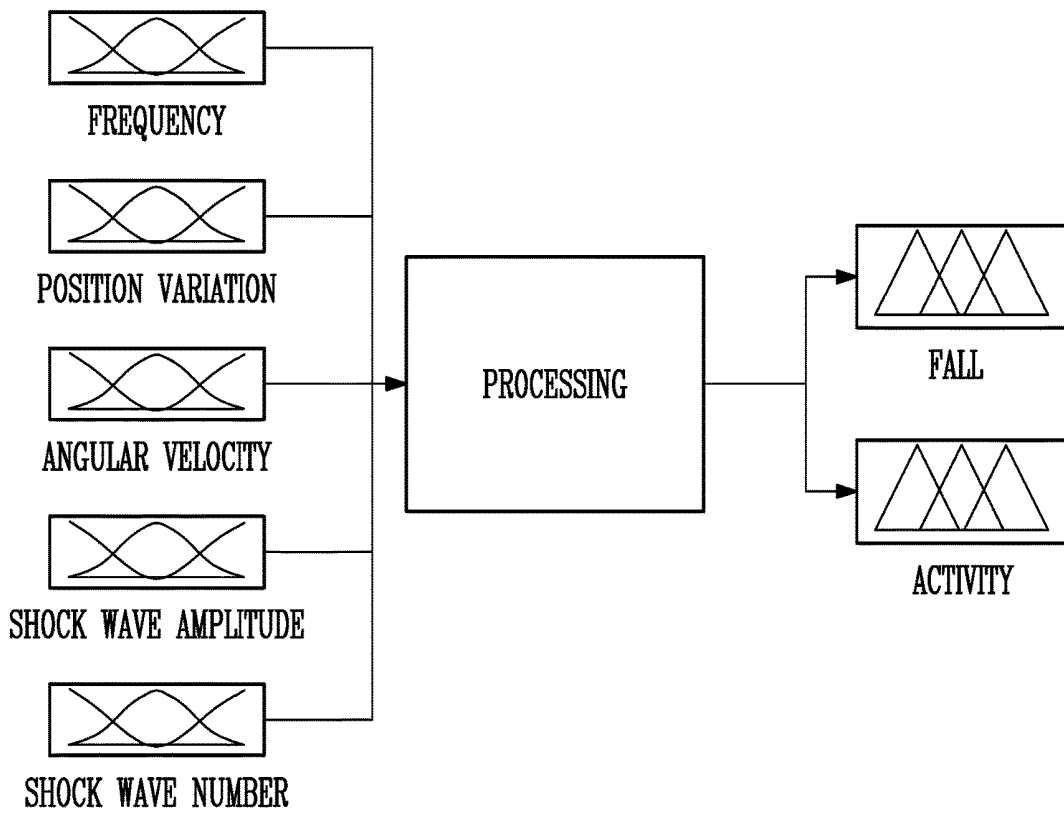 FREQUENCY
POSITION VARIATION
ANGULAR VELOCITY
SHOCK WAVE AMPLITUDE
SHOCK WAVE NUMBER
PROCESSING
FALL
ACTIVITY